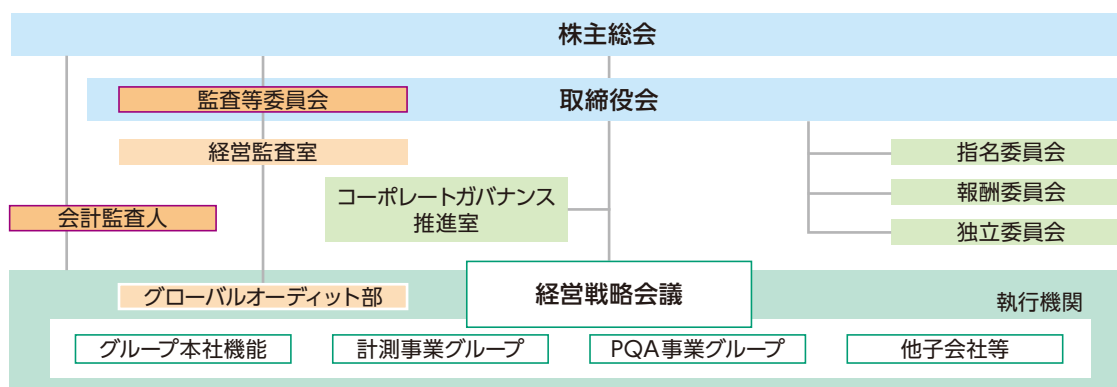 株主総会
監査等委員会
取締役会
経営監査室
指名委員会
コーポレートガバナンス
推進室
報酬委員会
会計監査人
独立委員会
グローバルオーディット部
経営戦略会議
執行機関
グループ本社機能
計測事業グループ
PQA事業グループ
他子会社等